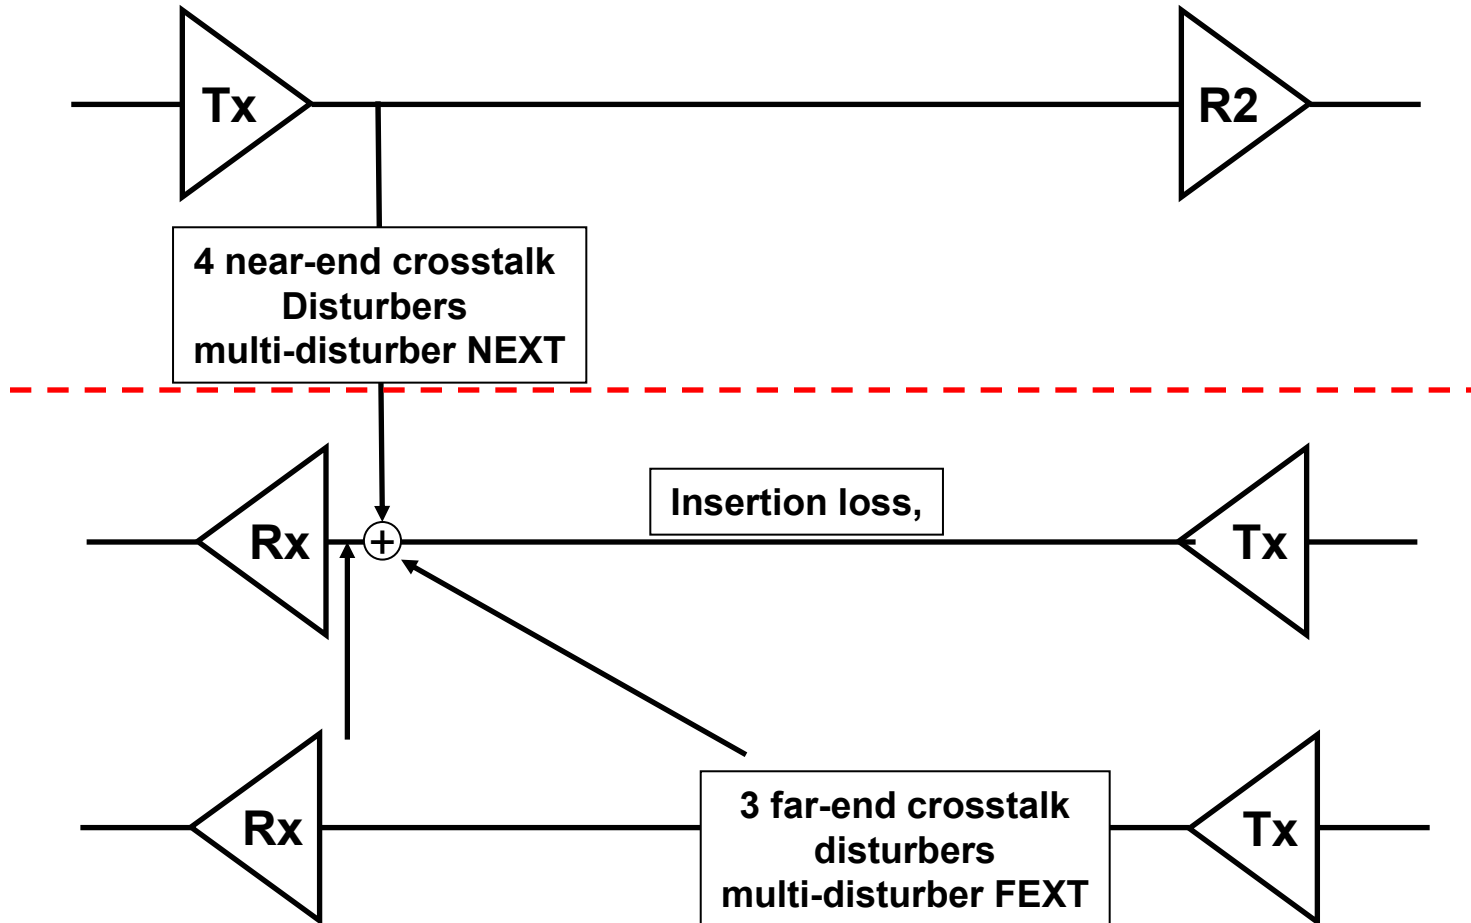 Tx
R2
4 near-end crosstalk
Disturbers
multi-disturber NEXT
Rx
+
Insertion loss,
Tx
Rx
3 far-end crosstalk
disturbers
multi-disturber FEXT
Tx